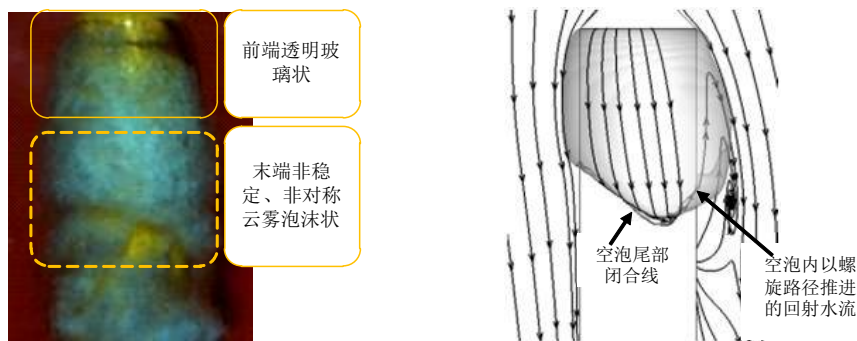 前端透明玻
璃状
末端非稳
定、非对称
云雾泡沫状
空泡尾部
闭合线
空泡内以螺
旋路径推进
的回射水流